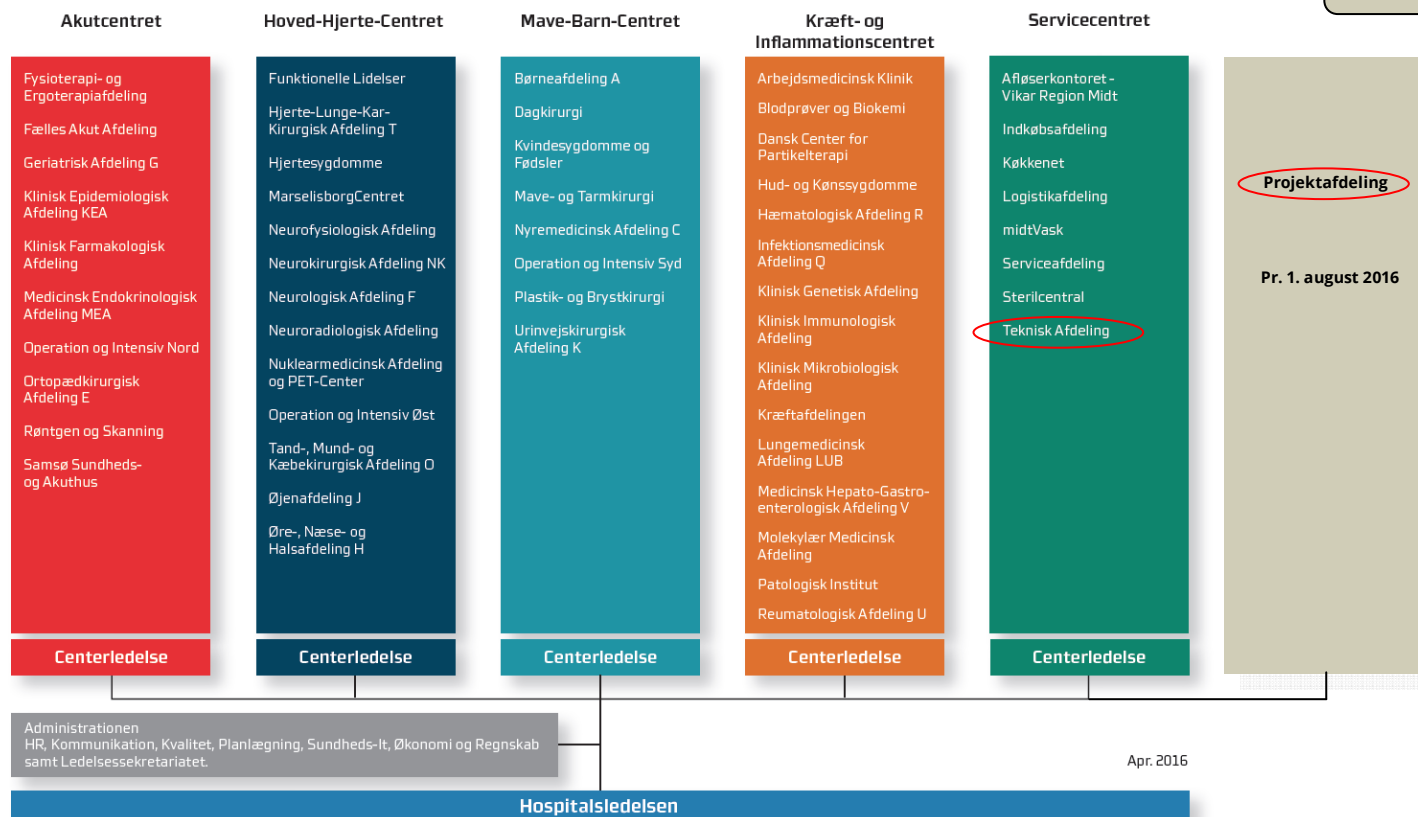 Akutcentret
Fysioterapi- og
Ergoterapiafdeling
Fælles Akut Afdeling
Geriatrisk Afdeling G
Klinisk Epidemiologisk
Afdeling KEA
Klinisk Farmakologisk
Afdeling
Medicinsk Endokrinologisk
Afdeling MEA
Operation og Intensiv Nord
Ortopædkirurgisk
Afdeling E
Røntgen og Skanning
Samsø Sundheds-
og Akuthus
Centerledelse
Hoved-Hjerte-Centret
Funktionelle Lidelser
Hjerte-Lunge-Kar-
Kirurgisk Afdeling T
Hjertesygdomme
MarselisborgCentret
Neurofysiologisk Afdeling
Neurokirurgisk Afdeling NK
Neurologisk Afdeling F
Neuroradiologisk Afdeling
Nuklearmedicinsk Afdeling
og PET-Center
Operation og Intensiv Øst
Tand-, Mund- og
Kæbekirurgisk Afdeling O
Øjenafdeling J
Øre-, Næse- og
Halsafdeling H
Centerledelse
Mave-Barn-Centret
Børneafdeling A
Dagkirurgi
Kvindesygdomme og
Fødsler
Mave- og Tarmkirurgi
Nyremedicinsk Afdeling C
Operation og Intensiv Syd
Plastik- og Brystkirurgi
Urinvejskirurgisk
Afdeling K
Centerledelse
Kræft- og
Inflammationscentret
Arbejdsmedicinsk Klinik
Blodprøver og Biokemi
Dansk Center for
Partikelterapi
Hud- og Kønssygdomme
Hæmatologisk Afdeling R
Infektionsmedicinsk
Afdeling Q
Klinisk Genetisk Afdeling
Klinisk Immunologisk
Afdeling
Klinisk Mikrobiologisk
Afdeling
Kræftafdelingen
Lungemedicinsk
Afdeling LUB
Medicinsk Hepato-Gastro-
enterologisk Afdeling V
Molekylær Medicinsk
Afdeling
Patologisk Institut
Reumatologisk Afdeling U
Centerledelse
Servicecentret
Afløserkontoret -
Vikar Region Midt
Indkøbsafdeling
Køkkenet
Logistikafdeling
midtVask
Serviceafdeling
Sterilcentral
Teknisk Afdeling
Centerledelse
Projektafdeling
Pr. 1. august 2016
Administrationen
HR, Kommunikation, Kvalitet, Planlægning, Sundheds-It, Økonomi og Regnskab
samt Ledelsessekretariatet.
Apr. 2016
Hospitalsledelsen